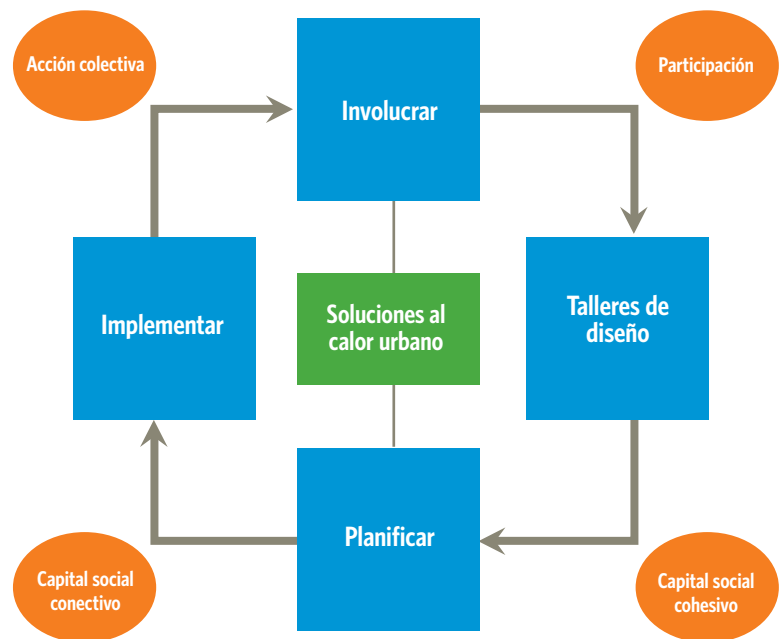 Acción colectiva
Involucrar
Participación
Implementar
Soluciones al
calor urbano
Talleres de
diseño
Planificar
Capital social
conectivo
Capital social
cohesivo